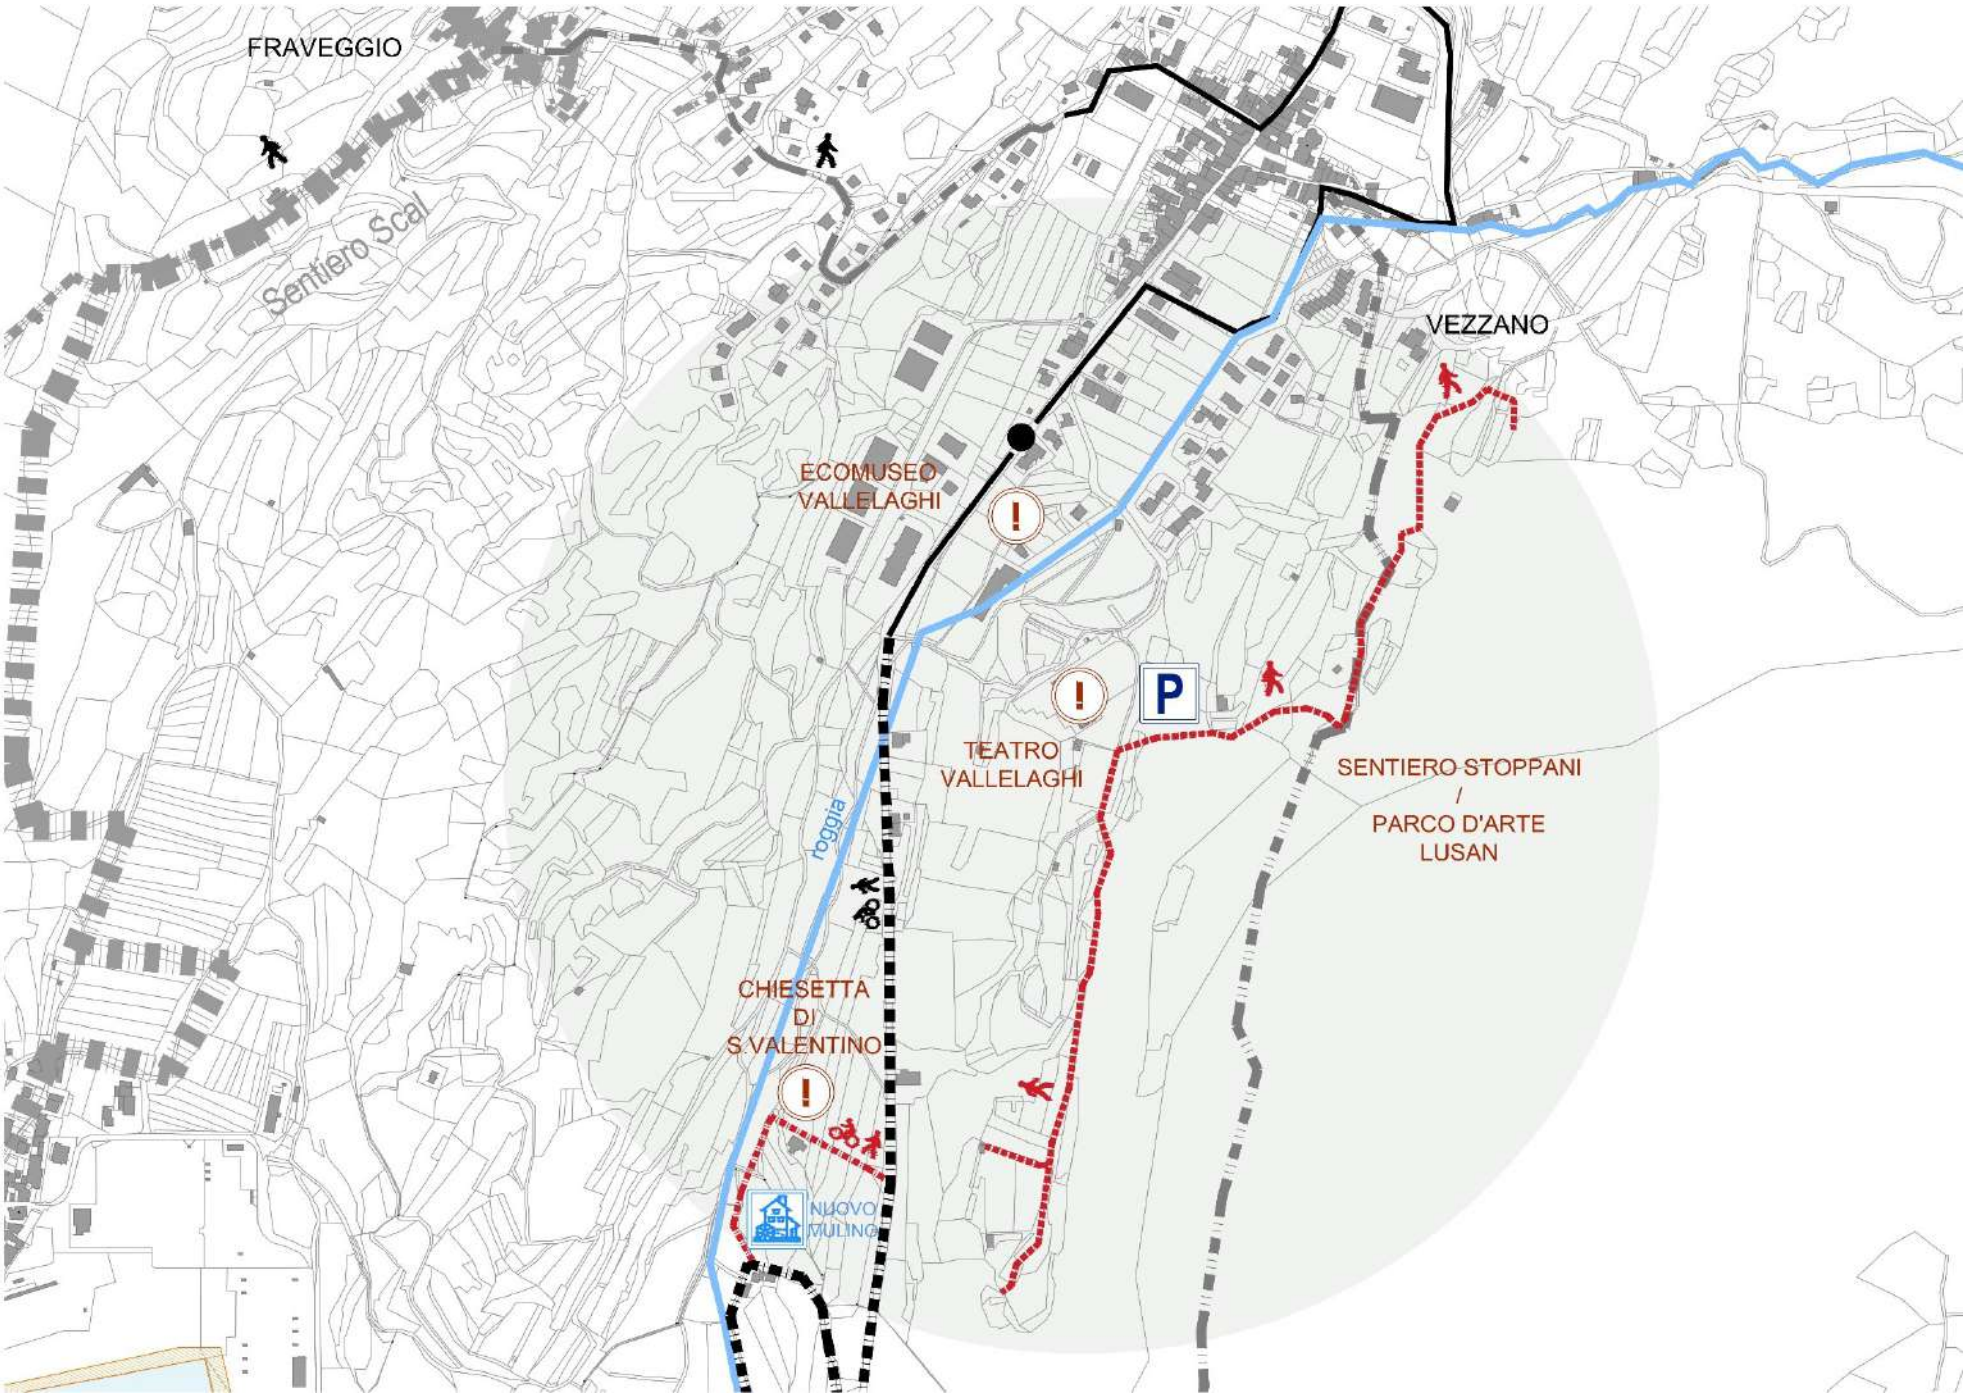 FRAVEGGIO
Sentiero Scal
VEZZANO
ECOMUSEO
VALLELAGHI
!
!
P
TEATRO
VALLELAGHI
SENTIERO STOPPANI
/
PARCO D'ARTE
LUSAN
roggia
CHIESETTA
DI
S.VALENTINO
!
NUOVO
MULINO